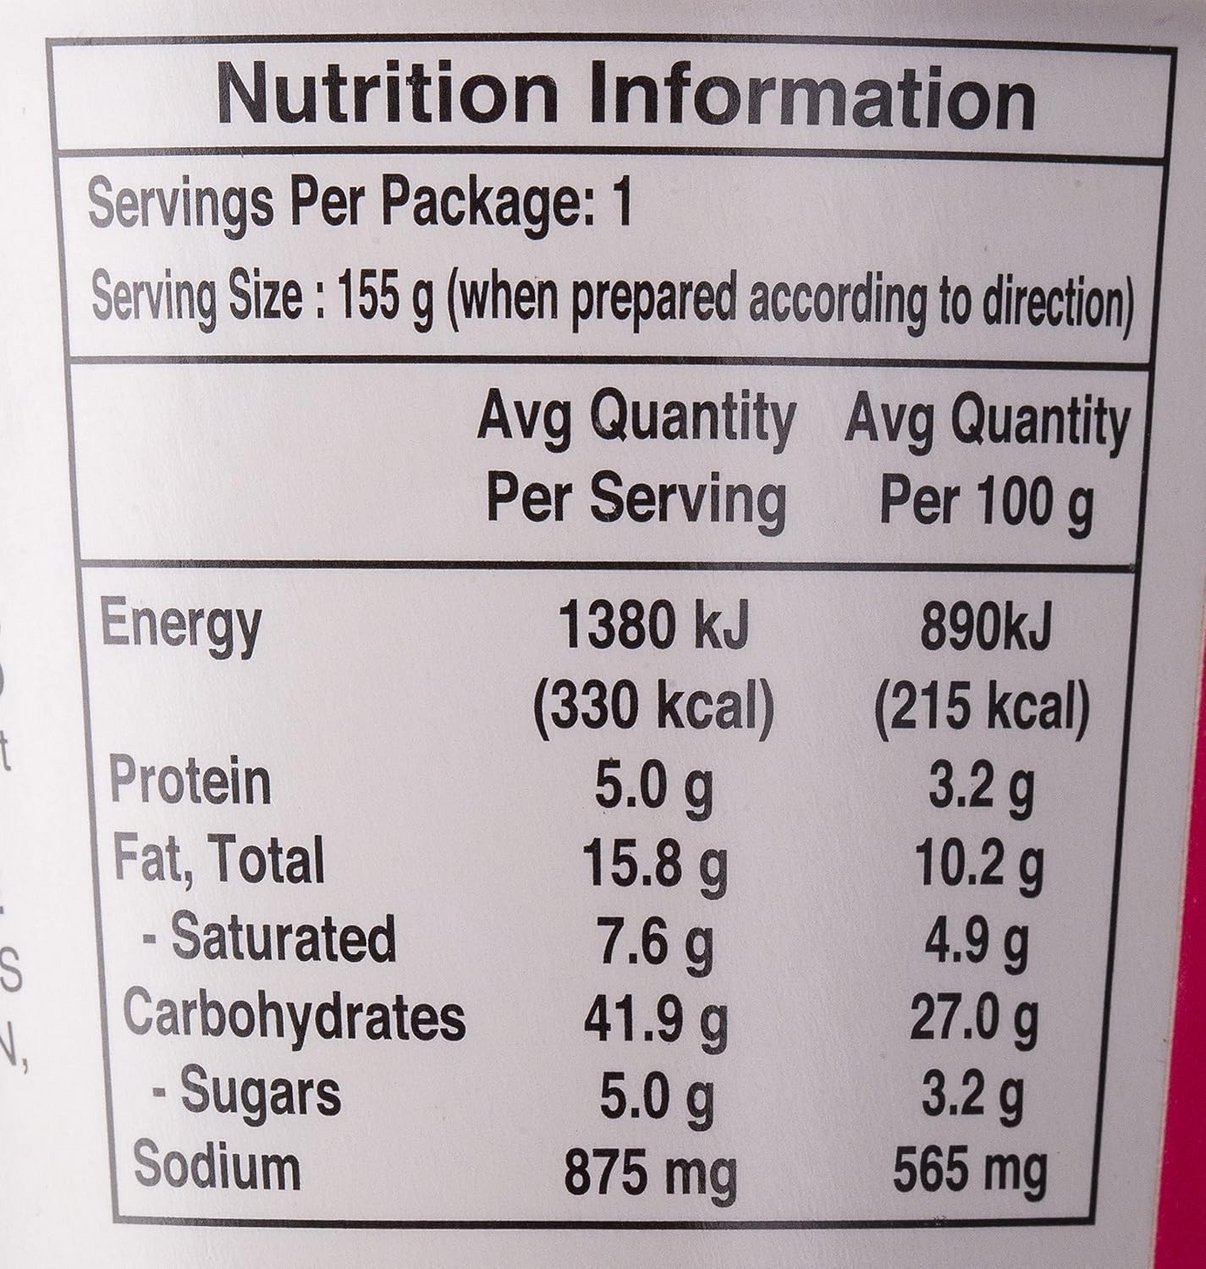 Nutrition Information
Servings Per Package: 1
Serving Size : 155 g (when prepared according to direction)
Avg Quantity Avg Quantity
Per Serving Per 100 g
Energy 1380 kJ 890kJ
(330 kcal) (215 kcal)
Protein 5.0 g 3.2 g
Fat, Total 15.8 g 10.2 g
- Saturated 7.6 g 4.9 g
Carbohydrates 41.9 g 27.0 g
- Sugars 5.0 g 3.2 g
Sodium 875 mg 565 mg